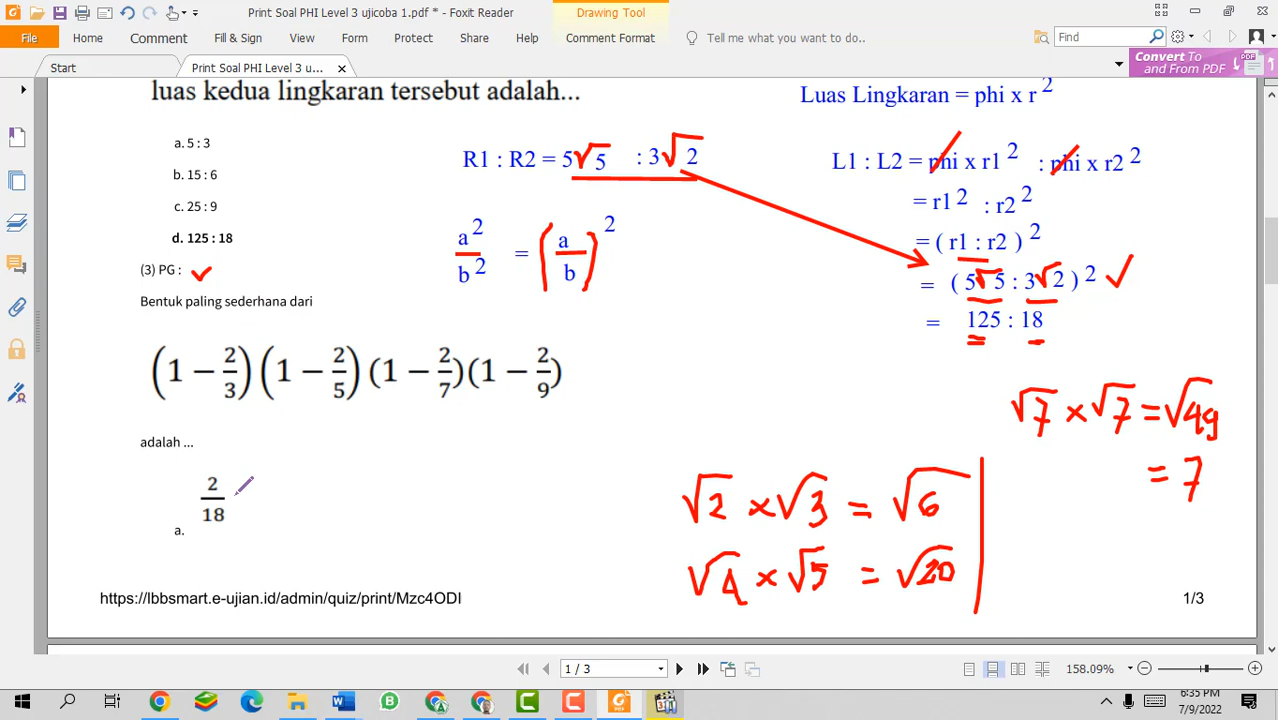 Print Soal PHI Level 3 ujicoba 1.pdf * - Foxit Reader
Drawing Tool
File Home Comment Fill & Sign View Form Protect Share Help Comment Format Tell me what you want to do.. Find
Start
Print Soal PHI Level 3 u...
Convert To
and From PDF
luas kedua lingkaran tersebut adalah...
Luas Lingkaran = phi x r 2
a. 5 : 3
b. 15 : 6
c. 25 : 9
d. 125 : 18
R1 : R2 = 5√5 : 3√2
a2/b2 = (a/b)2
L1 : L2 = phi x r1 2 : phi x r2 2
= r1 2 : r2 2
= ( r1 : r2 ) 2
= ( 5√5 : 3√2 ) 2
= 125 : 18
(3) PG :
Bentuk paling sederhana dari
(1 − 2/3)(1 − 2/5)(1 − 2/7)(1 − 2/9)
adalah ...
a. 2/18
√7 × √7 = √49
= 7
√2 × √3 = √6
√4 × √5 = √20
https://lbbsmart.e-ujian.id/admin/quiz/print/Mzc4ODI
1/3
1 / 3
158.09%
6:35 PM
7/9/2022